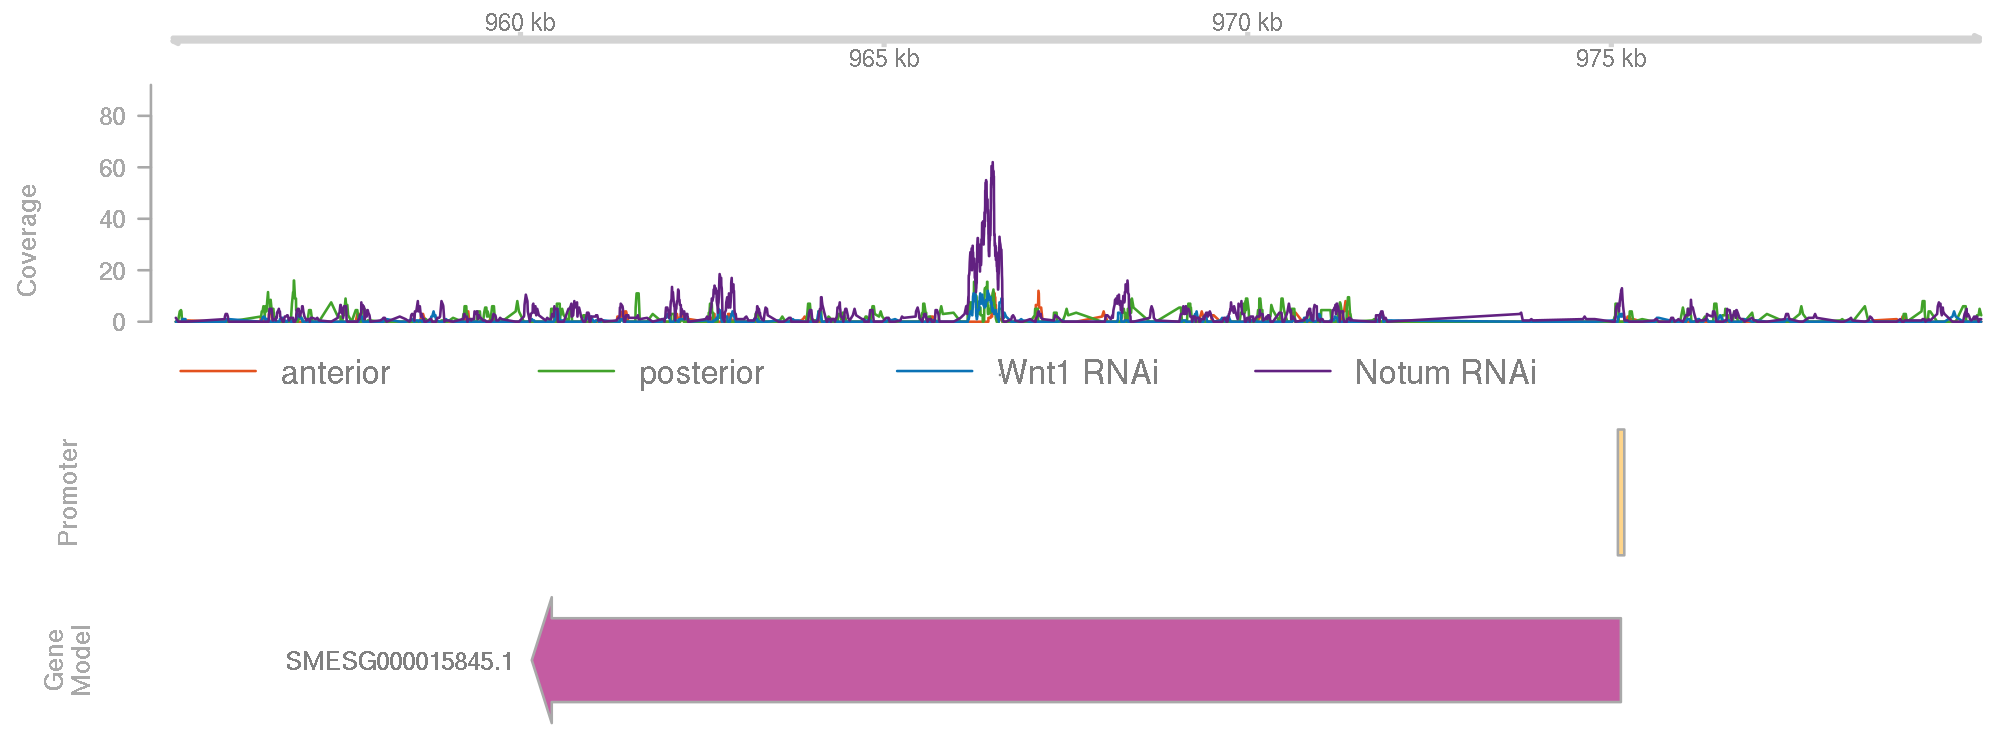 960 kb
970 kb
965 kb
975 kb
Coverage
80
60
40
20
0
anterior
posterior
Wnt1 RNAi
Notum RNAi
Promoter
Gene
Model
SMESG000015845.1